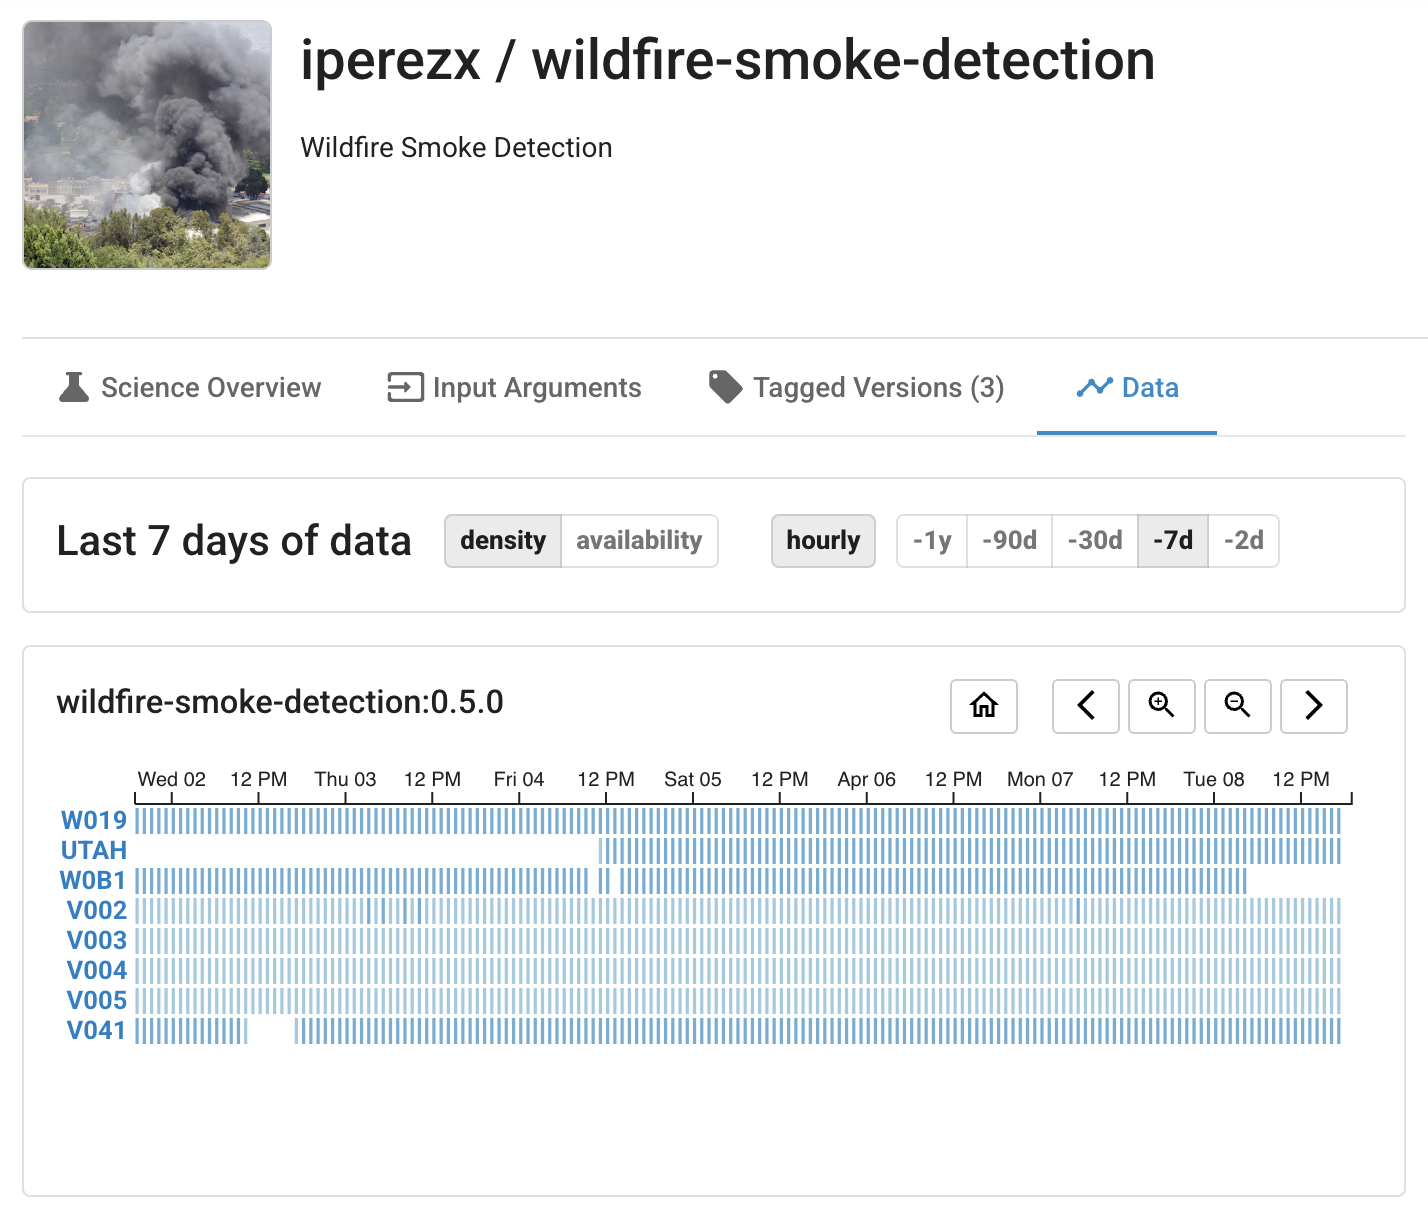 iperezx / wildfire-smoke-detection
Wildfire Smoke Detection
Science Overview Input Arguments Tagged Versions (3) Data
Last 7 days of data density availability hourly -1y -90d -30d -7d -2d
wildfire-smoke-detection:0.5.0
Wed 02 12 PM Thu 03 12 PM Fri 04 12 PM Sat 05 12 PM Apr 06 12 PM Mon 07 12 PM Tue 08 12 PM
W019
UTAH
W0B1
V002
V003
V004
V005
V041